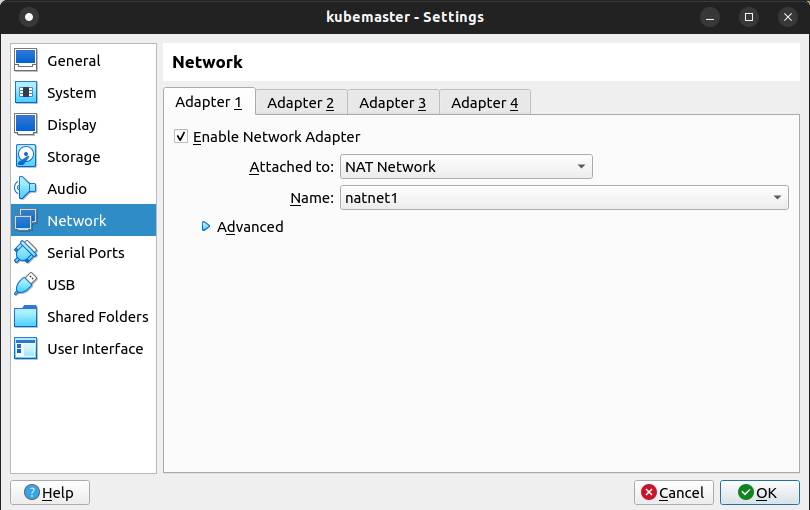 kubemaster - Settings
General
System
Display
Storage
Audio
Network
Serial Ports
USB
Shared Folders
User Interface
Network
Adapter 1 Adapter 2 Adapter 3 Adapter 4
Enable Network Adapter
Attached to: NAT Network
Name: natnet1
Advanced
?Help Cancel OK